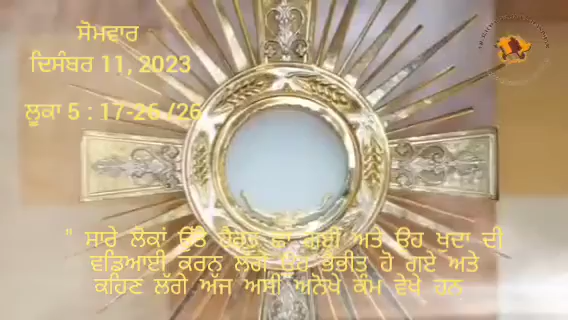 ਸੋਮਵਾਰ
ਦਿਸੰਬਰ 11, 2023
ਲੂਕਾ 5 : 17-26 /26
" ਸਾਰੇ ਲੋਕਾਂ ਉੱਤੇ ਗਈ ਅਤੇ ਉਹ ਖੁਦਾ ਦੀ
ਵਡਿਆਈ ਕਰਨ ਲੱਗੇ ਭੈਭੀਤ ਹੋ ਗਏ ਅਤੇ
ਕਹਿਣ ਲੱਗੇ ਅੱਜ ਅਸੀਂ ਅਨੋਖੇ ਕੰਮ ਵੇਖੇ ਹਨ